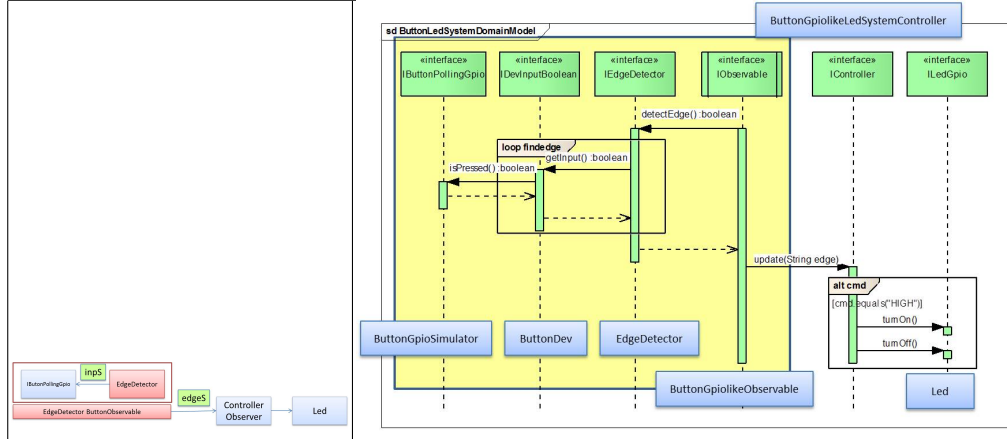 inpS
IButonPollingGpio
EdgeDetector
edgeS
EdgeDetector ButtonObservable
Controller
Observer
Led
ButtonGpiolikeLedSystemController
sd ButtonLedSystemDomainModel
«interface»
IButtonPollingGpio
«interface»
IDevInputBoolean
«interface»
IEdgeDetector
«interface»
IObservable
«interface»
IController
«interface»
ILedGpio
detectEdge() :boolean
loop findedge
getInput() :boolean
isPressed() :boolean
update(String edge)
alt cmd
[cmd.equals("HIGH")]
turnOn()
turnOff()
ButtonGpioSimulator
ButtonDev
EdgeDetector
ButtonGpiolikeObservable
Led